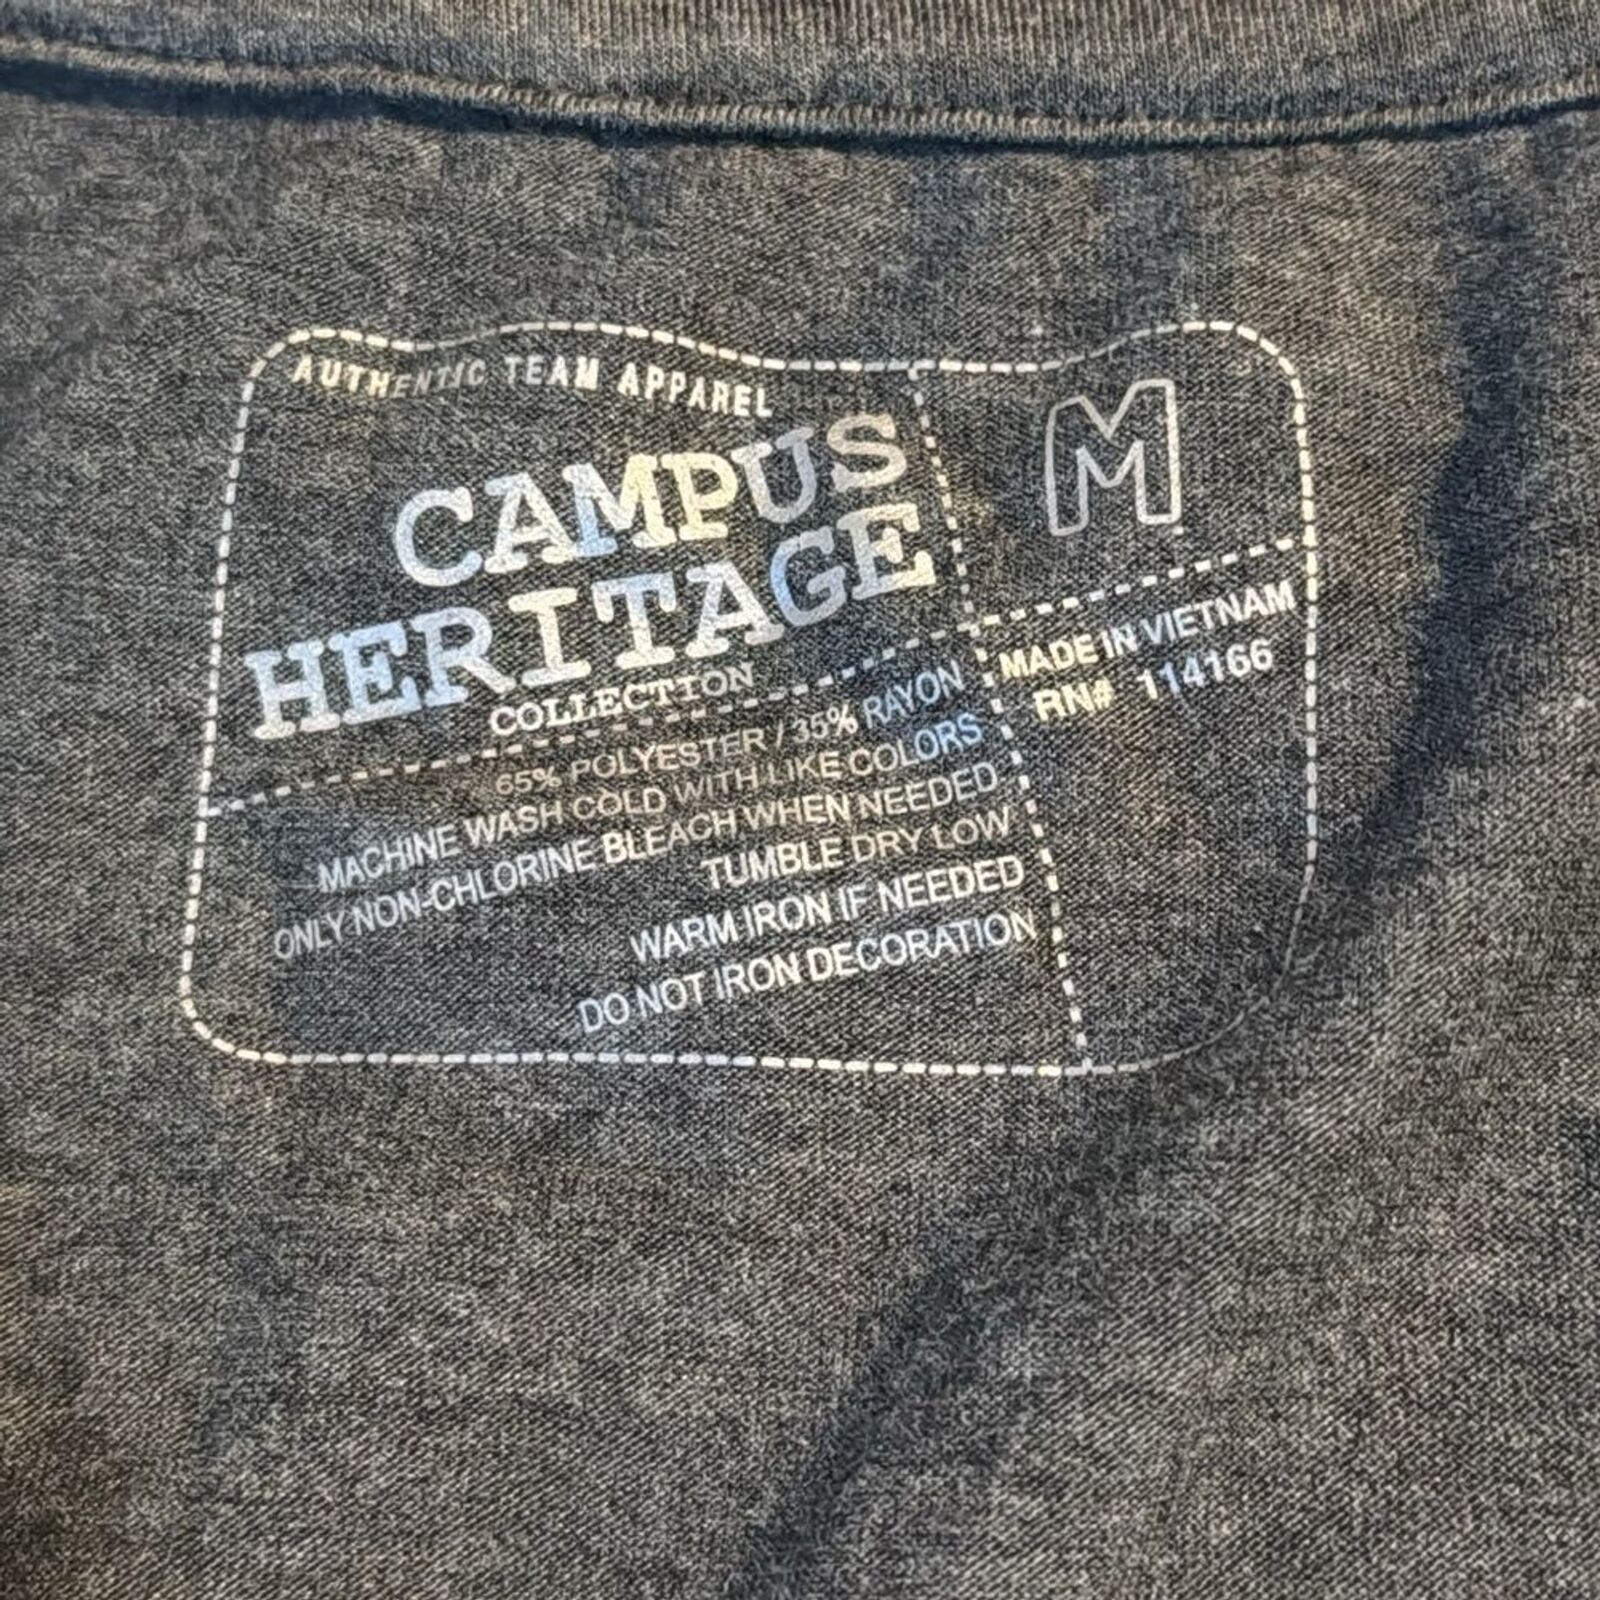 AUTHENTIC TEAM APPAREL
CAMPUS
HERITAGE
COLLECTION
M
MADE IN VIETNAM
RN# 114166
65% POLYESTER / 35% RAYON
MACHINE WASH COLD WITH LIKE COLORS
ONLY NON-CHLORINE BLEACH WHEN NEEDED
TUMBLE DRY LOW
WARM IRON IF NEEDED
DO NOT IRON DECORATION